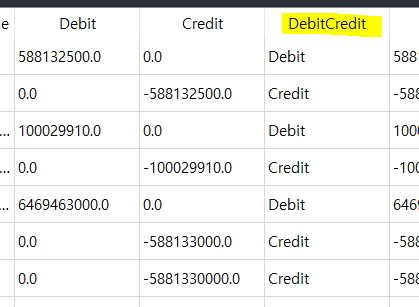 e Debit Credit DebitCredit
588132500.0 0.0 Debit 588
0.0 -588132500.0 Credit -588
... 100029910.0 0.0 Debit 100
... 0.0 -100029910.0 Credit -10
... 6469463000.0 0.0 Debit 646
0.0 -588133000.0 Credit -588
0.0 -5881330000.0 Credit -588